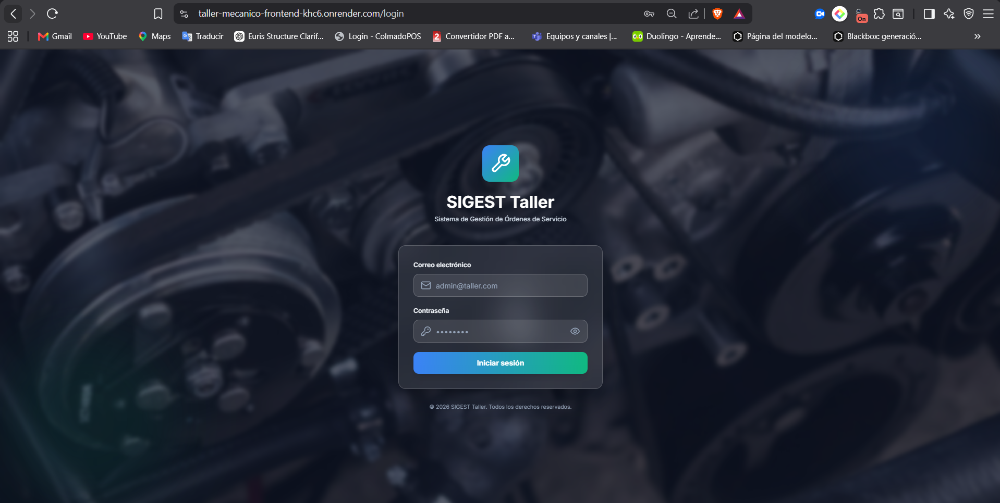 taller-mecanico-frontend-khc6.onrender.com/login
On
Gmail
YouTube
Maps
Traducir
Euris Structure Clarif...
Login - ColmadoPOS
Convertidor PDF a...
Equipos y canales |...
Duolingo - Aprende...
Página del modelo...
Blackbox: generació...
SIGEST Taller
Sistema de Gestión de Órdenes de Servicio
Correo electrónico
admin@taller.com
Contraseña
••••••••
Iniciar sesión
© 2026 SIGEST Taller. Todos los derechos reservados.